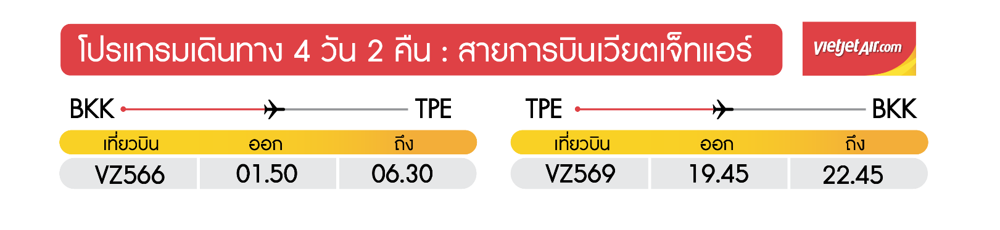 โปรแกรมเดินทาง 4 วัน 2 คืน : สายการบินเวียตเจ็ทแอร์
vietjetAir.com
BKK TPE
เที่ยวบิน ออก ถึง
VZ566 01.50 06.30
TPE BKK
เที่ยวบิน ออก ถึง
VZ569 19.45 22.45